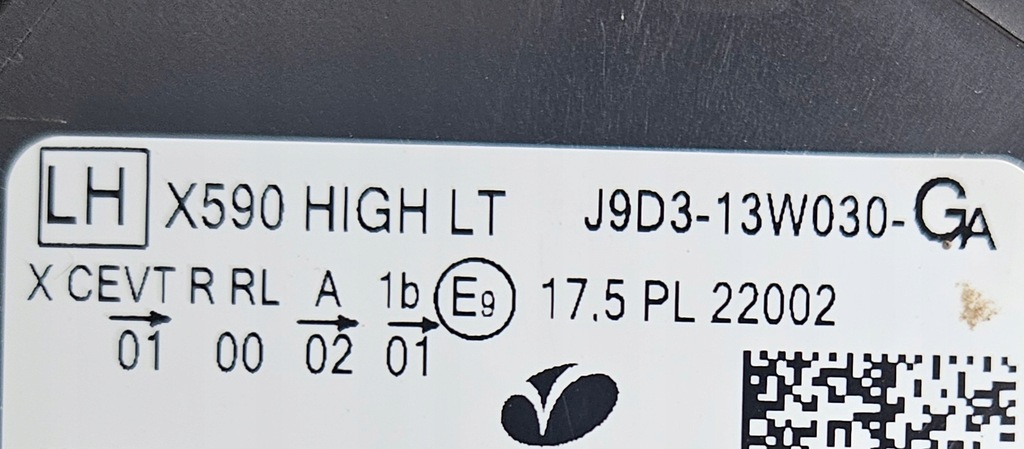 LH X590 HIGH LT J9D3-13W030-GA
X CEVT R RL A 1b E9 17.5 PL 22002
01 00 02 01